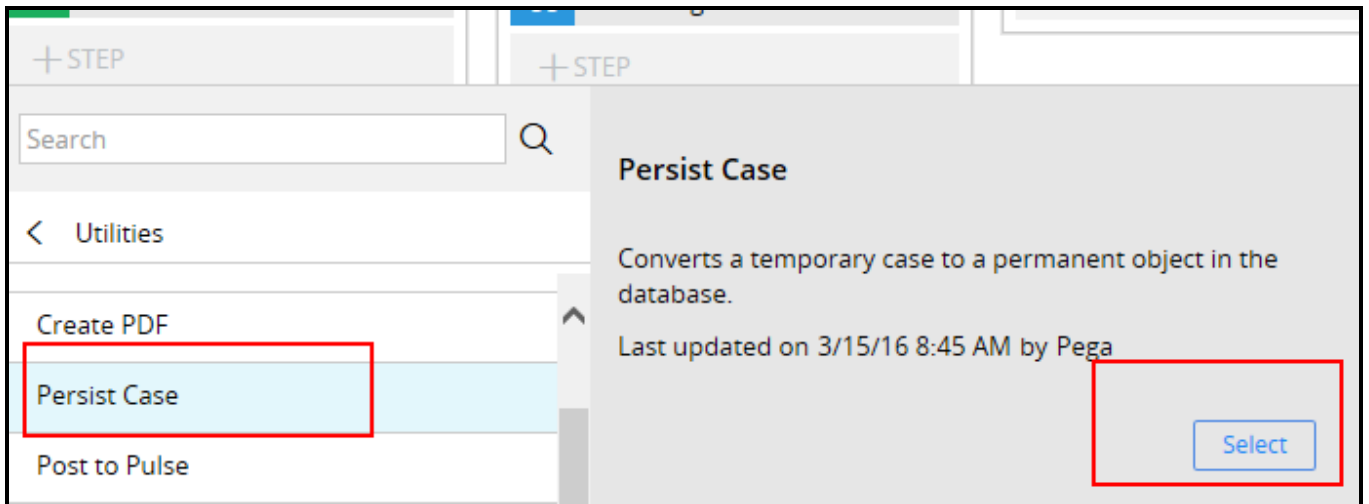 STEP
STEP
Search
Utilities
Create PDF
Persist Case
Post to Pulse
Persist Case
Converts a temporary case to a permanent object in the
database.
Last updated on 3/15/16 8:45 AM by Pega
Select